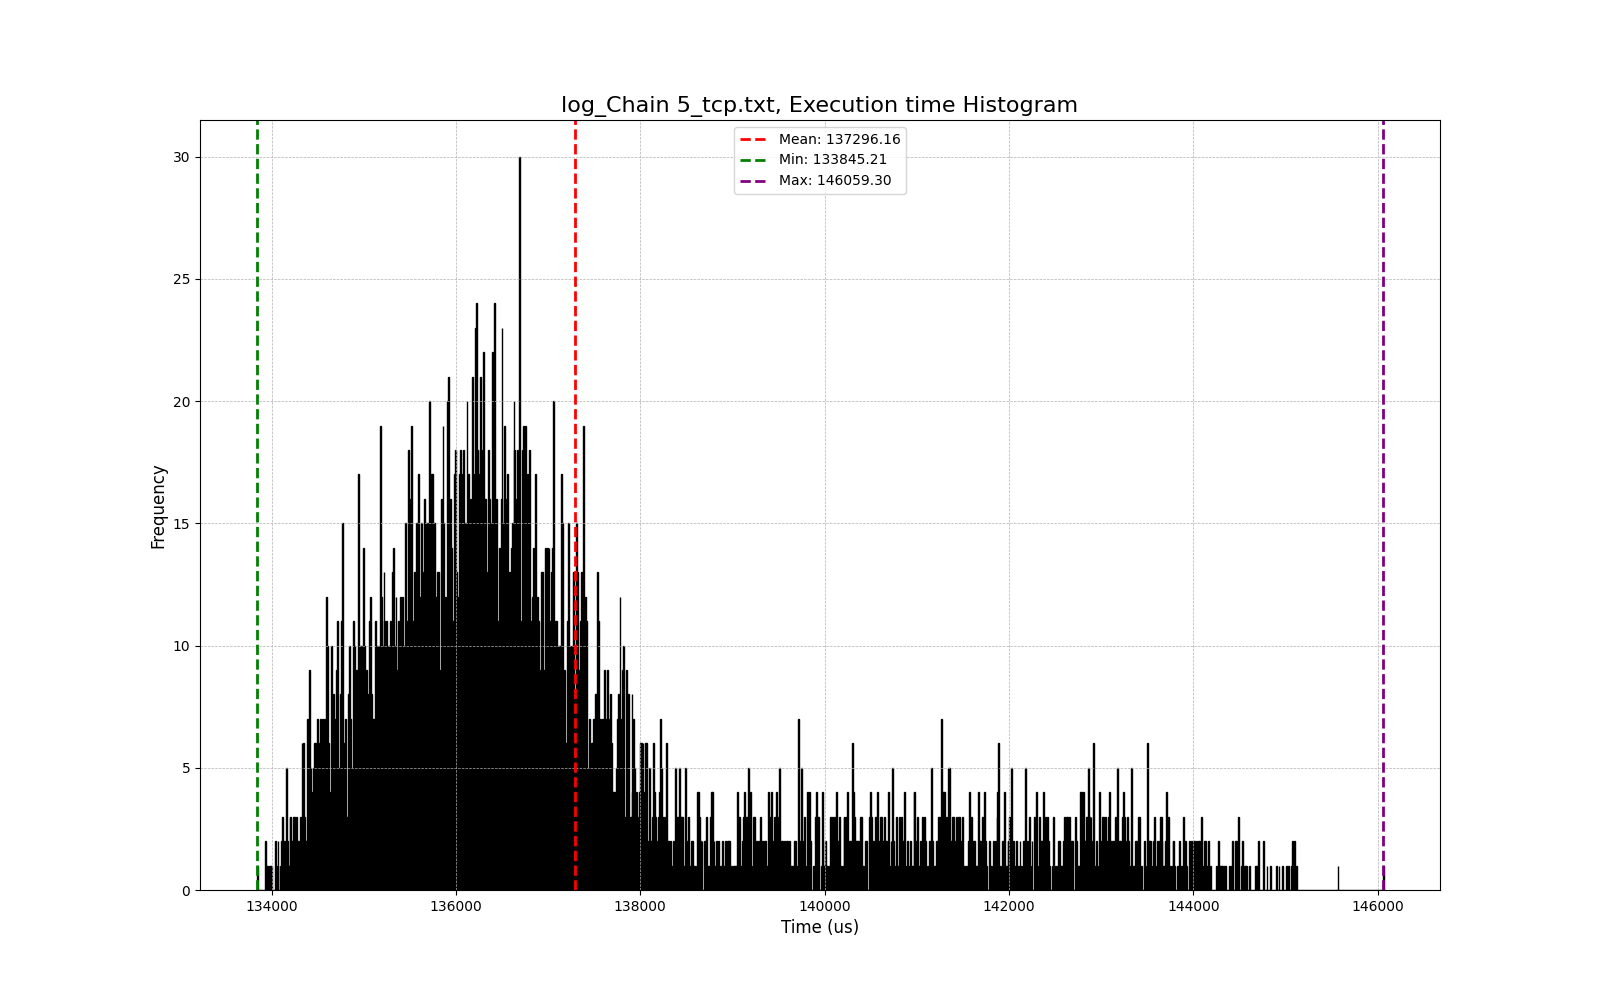 log_Chain 5_tcp.txt, Execution time Histogram
Mean: 137296.16
Min: 133845.21
Max: 146059.30
30
25
20
15
10
5
0
Frequency
134000 136000 138000 140000 142000 144000 146000
Time (us)